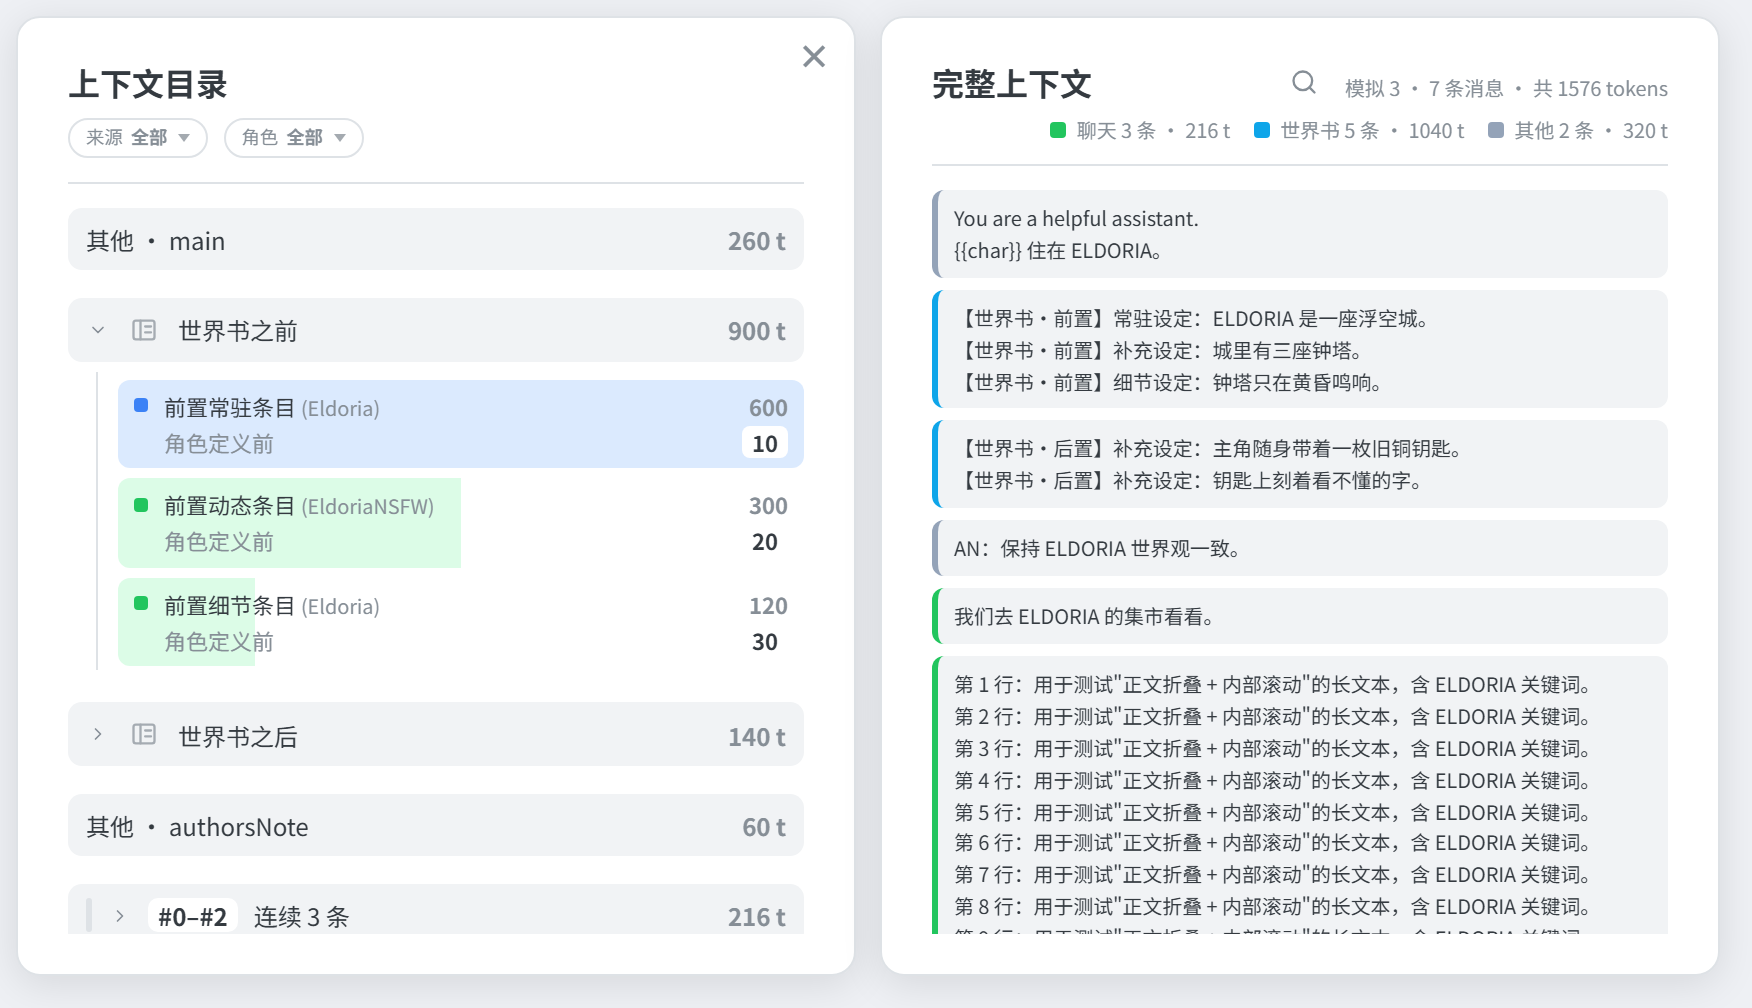 上下文目录
来源 全部
角色 全部
其他 · main
260 t
世界书之前
900 t
前置常驻条目 (Eldoria)
600
角色定义前
10
前置动态条目 (EldoriaNSFW)
300
角色定义前
20
前置细节条目 (Eldoria)
120
角色定义前
30
世界书之后
140 t
其他 · authorsNote
60 t
#0–#2 连续 3 条
216 t
完整上下文
模拟 3 · 7 条消息 · 共 1576 tokens
聊天 3 条 · 216 t
世界书 5 条 · 1040 t
其他 2 条 · 320 t
You are a helpful assistant.
{{char}} 住在 ELDORIA。
【世界书·前置】常驻设定：ELDORIA 是一座浮空城。
【世界书·前置】补充设定：城里有三座钟塔。
【世界书·前置】细节设定：钟塔只在黄昏鸣响。
【世界书·后置】补充设定：主角随身带着一枚旧铜钥匙。
【世界书·后置】补充设定：钥匙上刻着看不懂的字。
AN：保持 ELDORIA 世界观一致。
我们去 ELDORIA 的集市看看。
第 1 行：用于测试"正文折叠 + 内部滚动"的长文本，含 ELDORIA 关键词。
第 2 行：用于测试"正文折叠 + 内部滚动"的长文本，含 ELDORIA 关键词。
第 3 行：用于测试"正文折叠 + 内部滚动"的长文本，含 ELDORIA 关键词。
第 4 行：用于测试"正文折叠 + 内部滚动"的长文本，含 ELDORIA 关键词。
第 5 行：用于测试"正文折叠 + 内部滚动"的长文本，含 ELDORIA 关键词。
第 6 行：用于测试"正文折叠 + 内部滚动"的长文本，含 ELDORIA 关键词。
第 7 行：用于测试"正文折叠 + 内部滚动"的长文本，含 ELDORIA 关键词。
第 8 行：用于测试"正文折叠 + 内部滚动"的长文本，含 ELDORIA 关键词。